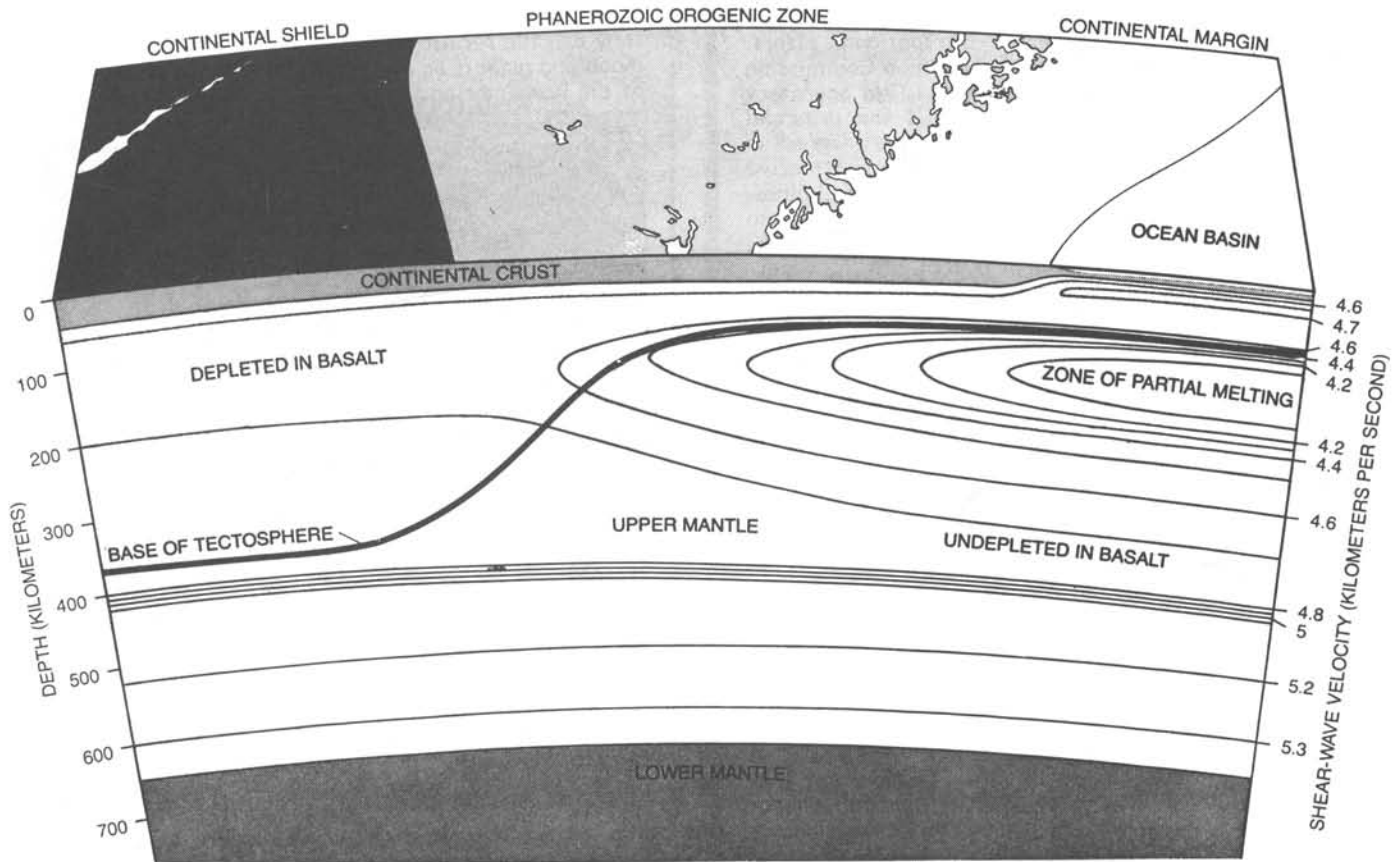 CONTINENTAL SHIELD
PHANEROZOIC OROGENIC ZONE
CONTINENTAL MARGIN
OCEAN BASIN
CONTINENTAL CRUST
DEPLETED IN BASALT
ZONE OF PARTIAL MELTING
BASE OF TECTOSPHERE
UPPER MANTLE
UNDEPLETED IN BASALT
LOWER MANTLE
DEPTH (KILOMETERS)
0
100
200
300
400
500
600
700
SHEAR-WAVE VELOCITY (KILOMETERS PER SECOND)
4.6
4.7
4.6
4.4
4.2
4.2
4.4
4.6
4.8
5
5.2
5.3